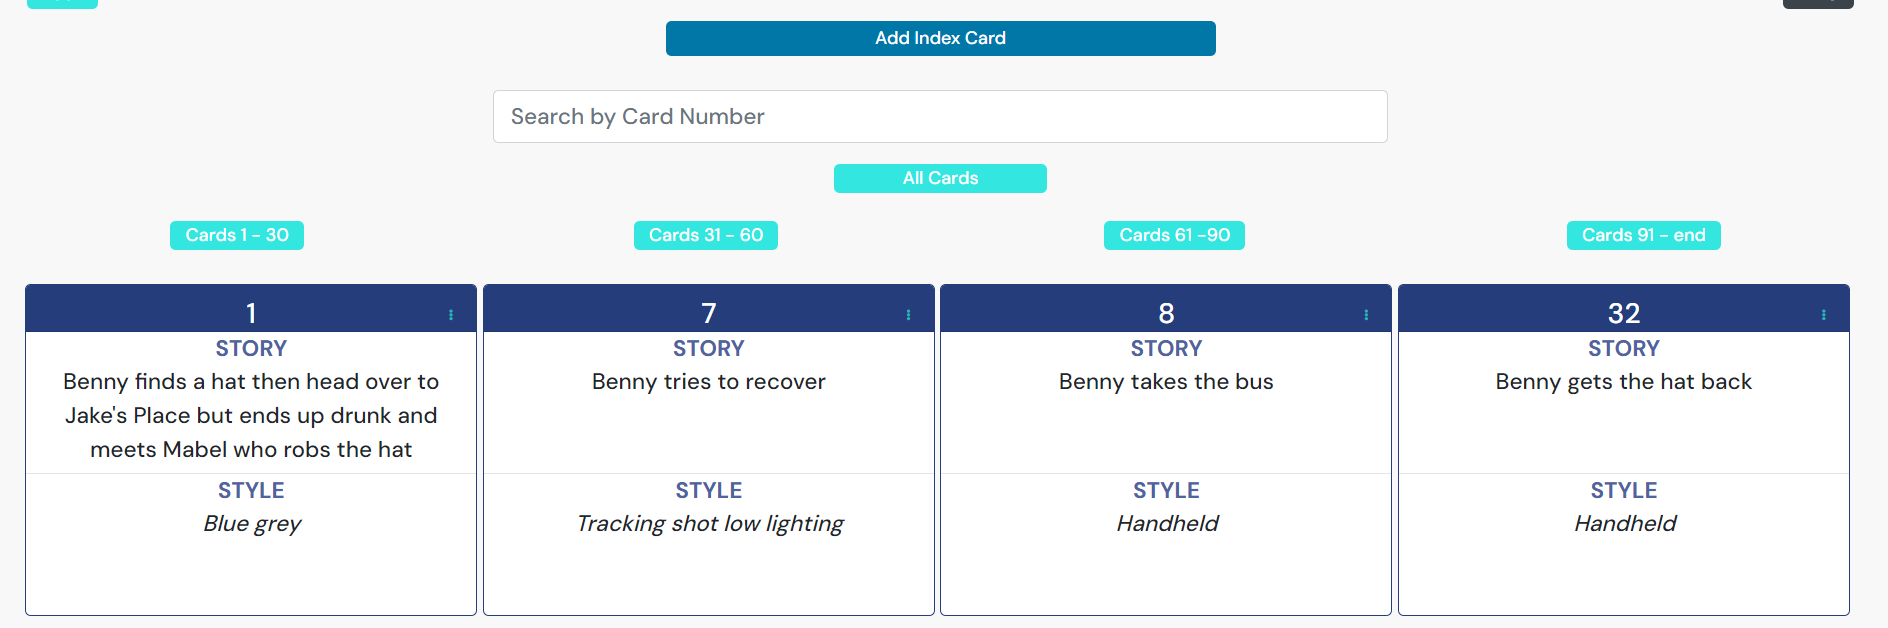 Add Index Card
Search by Card Number
All Cards
Cards 1 - 30
Cards 31 - 60
Cards 61 -90
Cards 91 - end
1
STORY
Benny finds a hat then head over to
Jake's Place but ends up drunk and
meets Mabel who robs the hat
STYLE
Blue grey
7
STORY
Benny tries to recover
STYLE
Tracking shot low lighting
8
STORY
Benny takes the bus
STYLE
Handheld
32
STORY
Benny gets the hat back
STYLE
Handheld